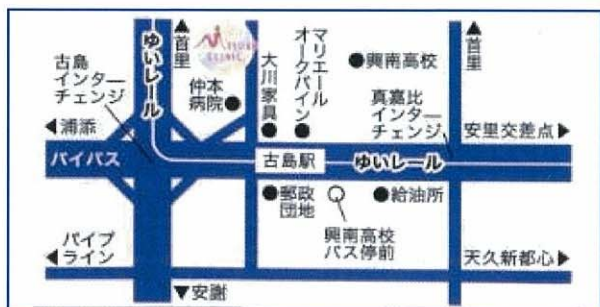 ▲首里
▲首里
ゆいレール
CLINIC
古島
インター
チェンジ
仲本
病院●
大川家具●
マリエール
オークパイン●
●興南高校
真嘉比
インター
チェンジ
◀浦添
安里交差点▶
バイパス
古島駅
ゆいレール
●郵政
団地
●給油所
興南高校
バス停前
◀パイプ
ライン
天久新都心▶
▼安謝